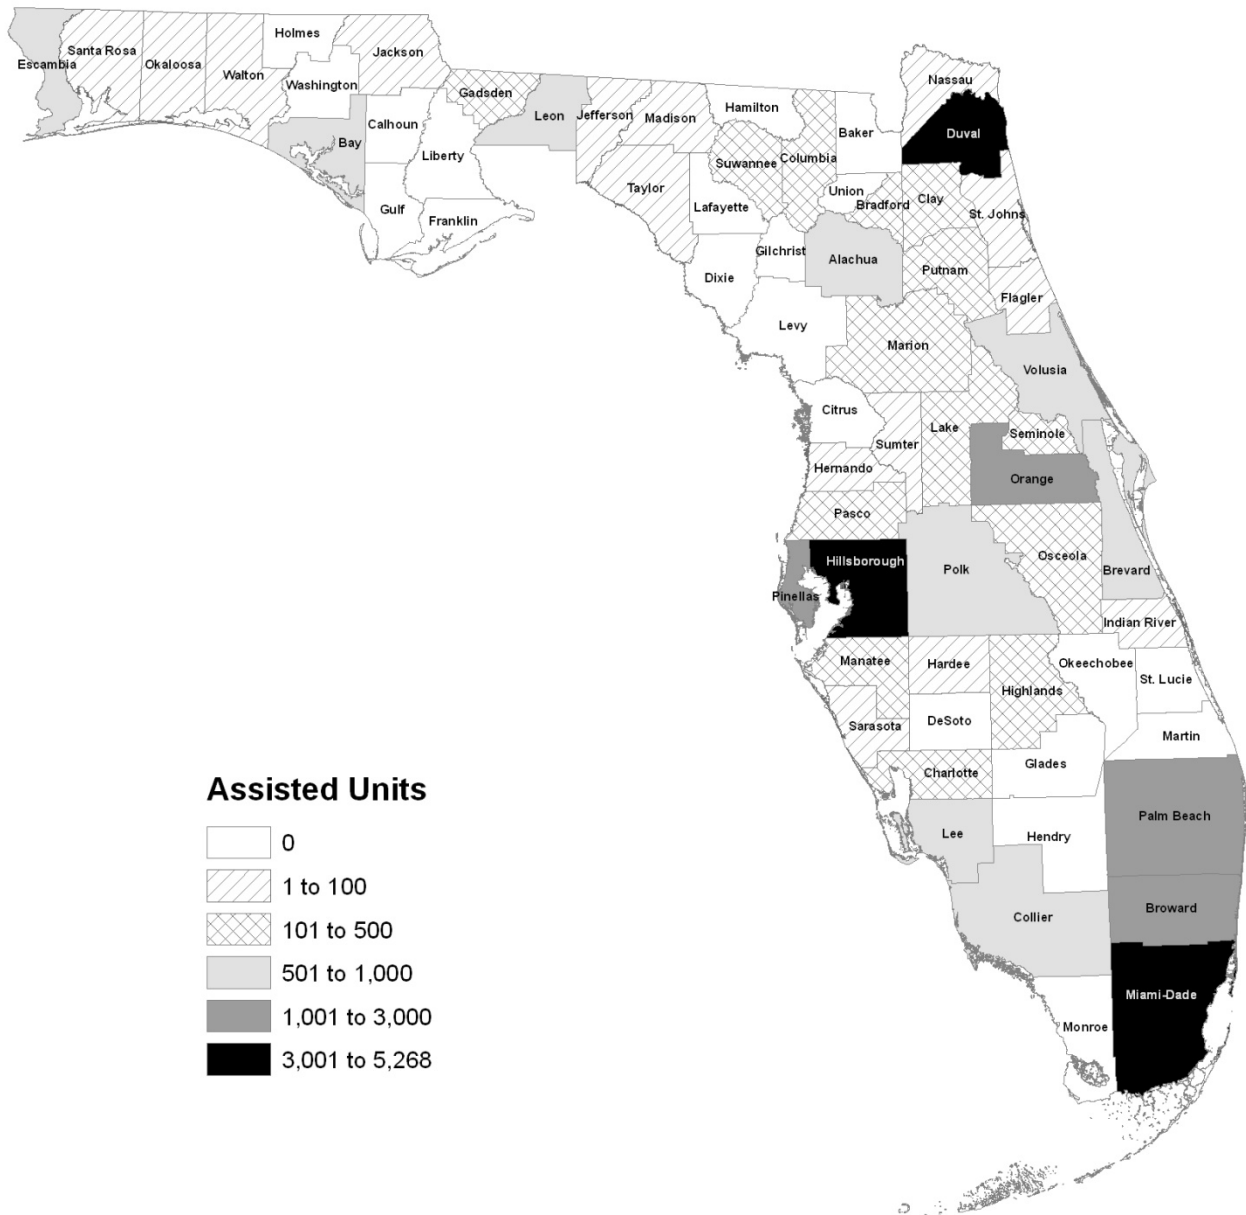 Holmes
Jackson
Santa Rosa
Okaloosa
Escambia
Walton
Washington
Gadsden
Nassau
Hamilton
Leon
Jefferson
Madison
Calhoun
Baker
Duval
Bay
Liberty
Suwannee
Columbia
Taylor
Union
Bradford
Clay
Lafayette
Gulf
Franklin
St. Johns
Gilchrist
Alachua
Putnam
Dixie
Flagler
Levy
Marion
Volusia
Citrus
Lake
Seminole
Sumter
Hernando
Orange
Pasco
Osceola
Hillsborough
Polk
Brevard
Pinellas
Indian River
Manatee
Hardee
Okeechobee
St. Lucie
Highlands
DeSoto
Sarasota
Martin
Glades
Charlotte
Palm Beach
Lee
Hendry
Broward
Collier
Miami-Dade
Monroe
Assisted Units
0
1 to 100
101 to 500
501 to 1,000
1,001 to 3,000
3,001 to 5,268